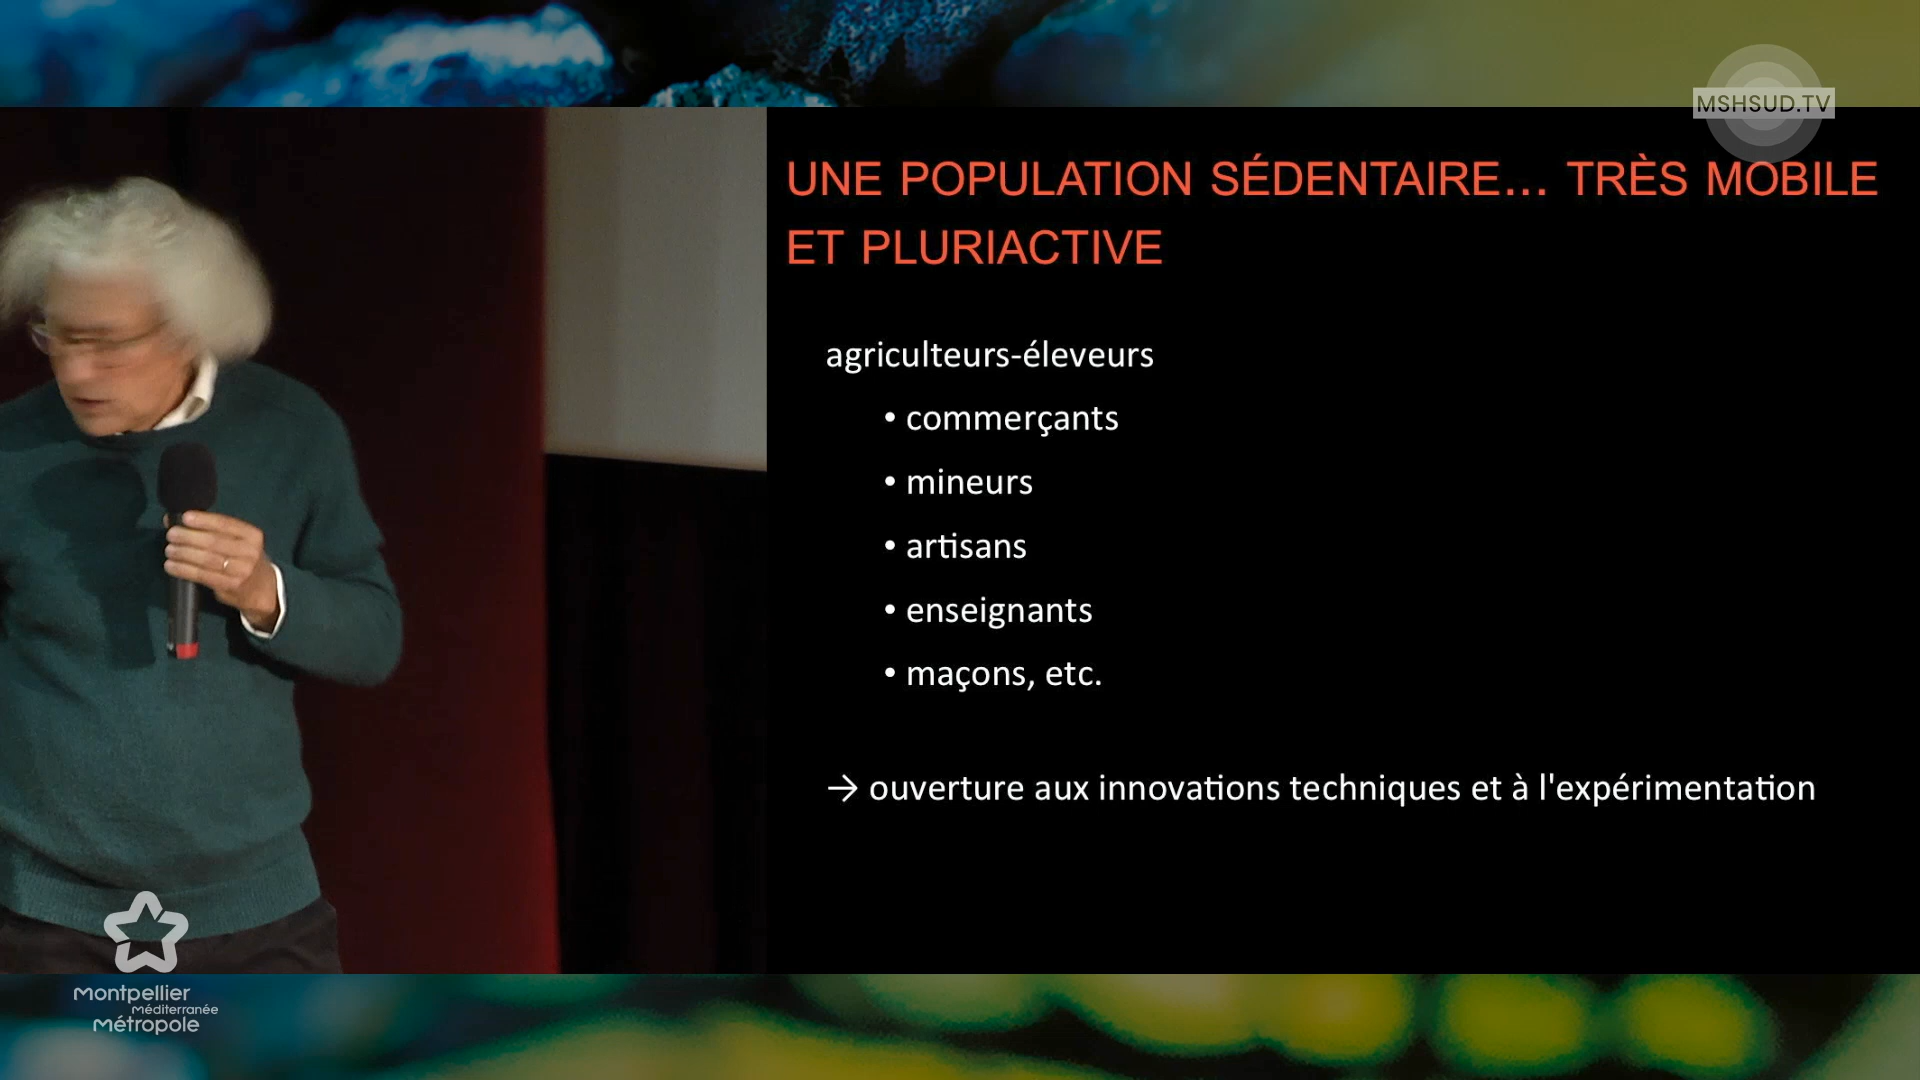 MSHSUD.TV
UNE POPULATION SÉDENTAIRE... TRÈS MOBILE
ET PLURIACTIVE
agriculteurs-éleveurs
• commerçants
• mineurs
• artisans
• enseignants
• maçons, etc.
→ ouverture aux innovations techniques et à l'expérimentation
montpellier
méditerranée
métropole